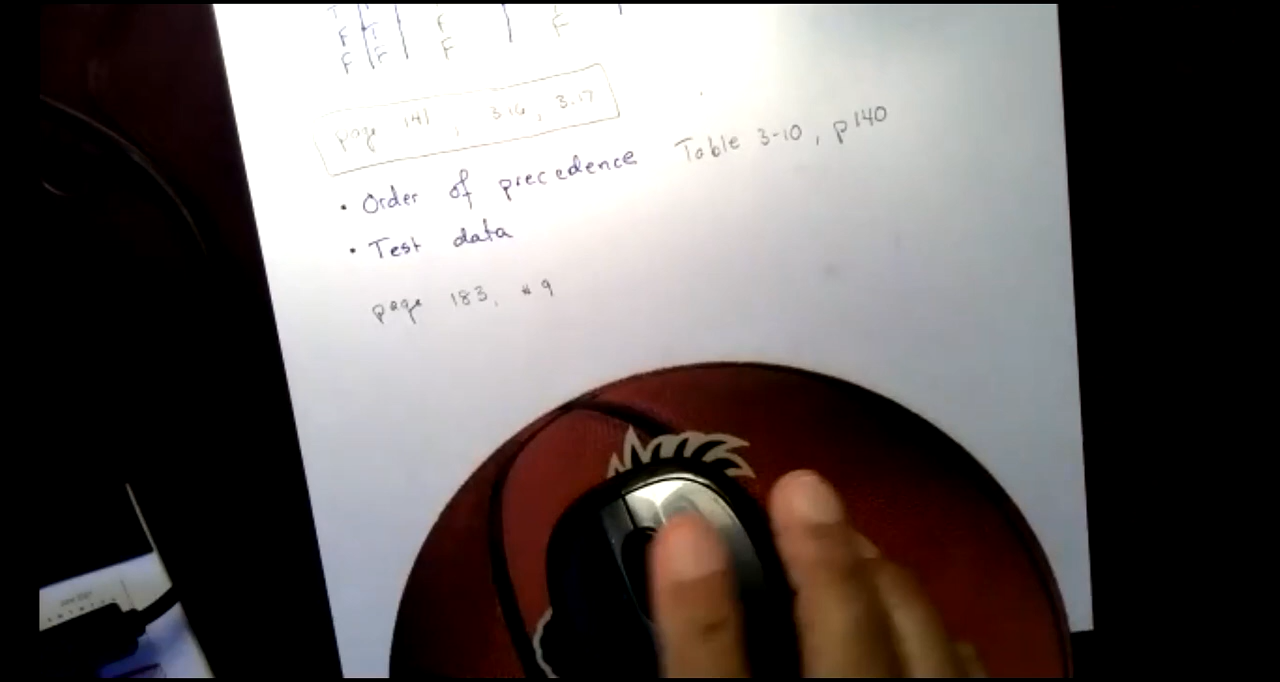 F T
F F
F
F
F
page 141, 3.16, 3.17
• Order of precedence Table 3-10, p140
• Test data
page 183, #9